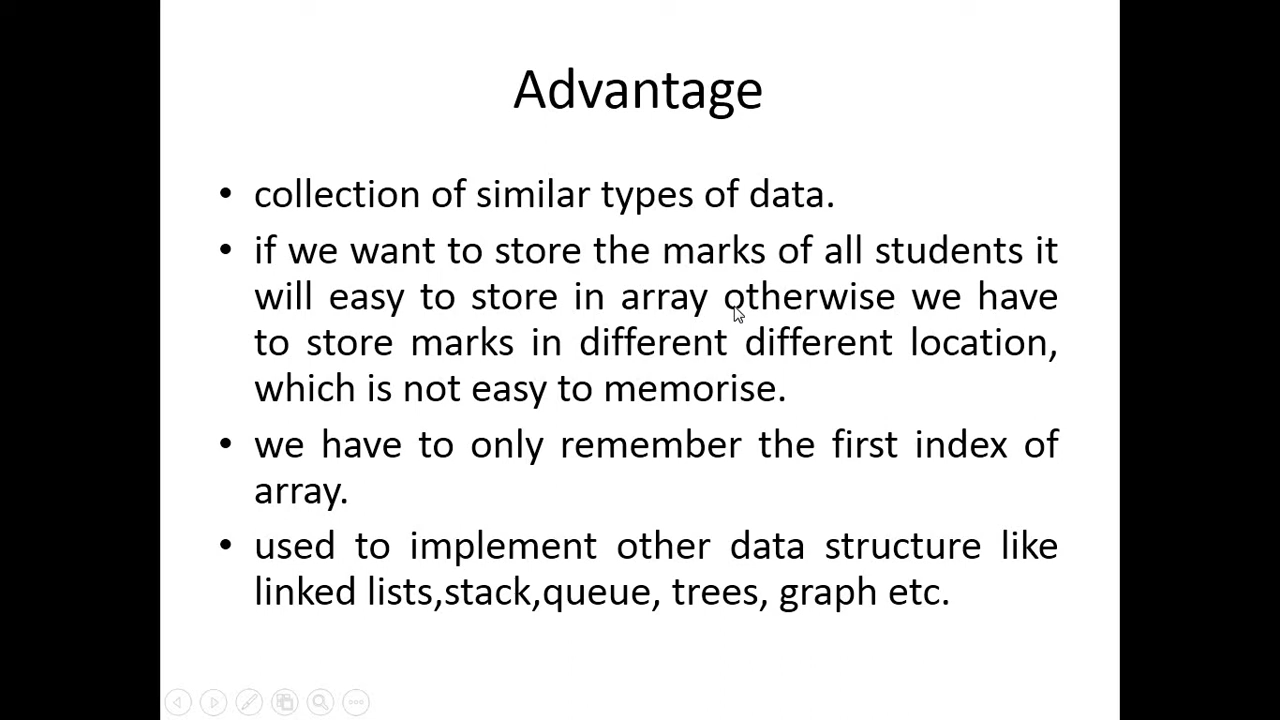 Advantage
• collection of similar types of data.
• if we want to store the marks of all students it
will easy to store in array otherwise we have
to store marks in different different location,
which is not easy to memorise.
• we have to only remember the first index of
array.
• used to implement other data structure like
linked lists,stack,queue, trees, graph etc.